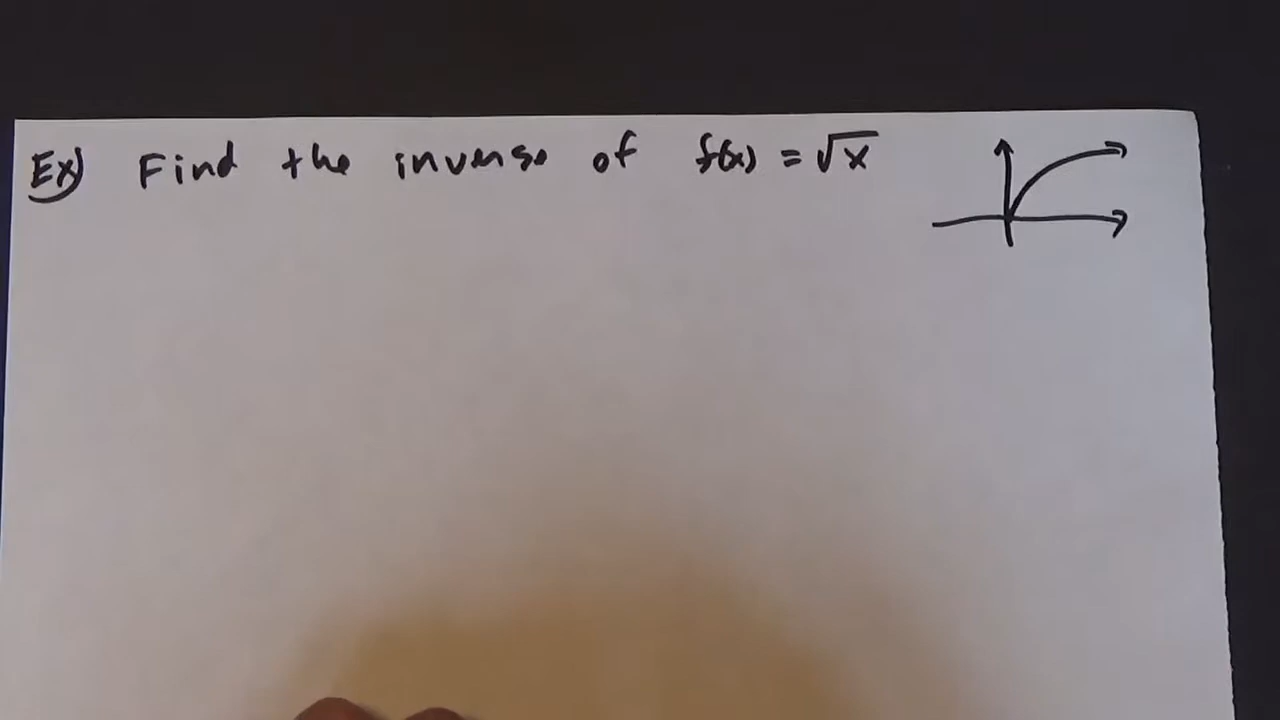 Ex) Find the inverse of f(x) = √x